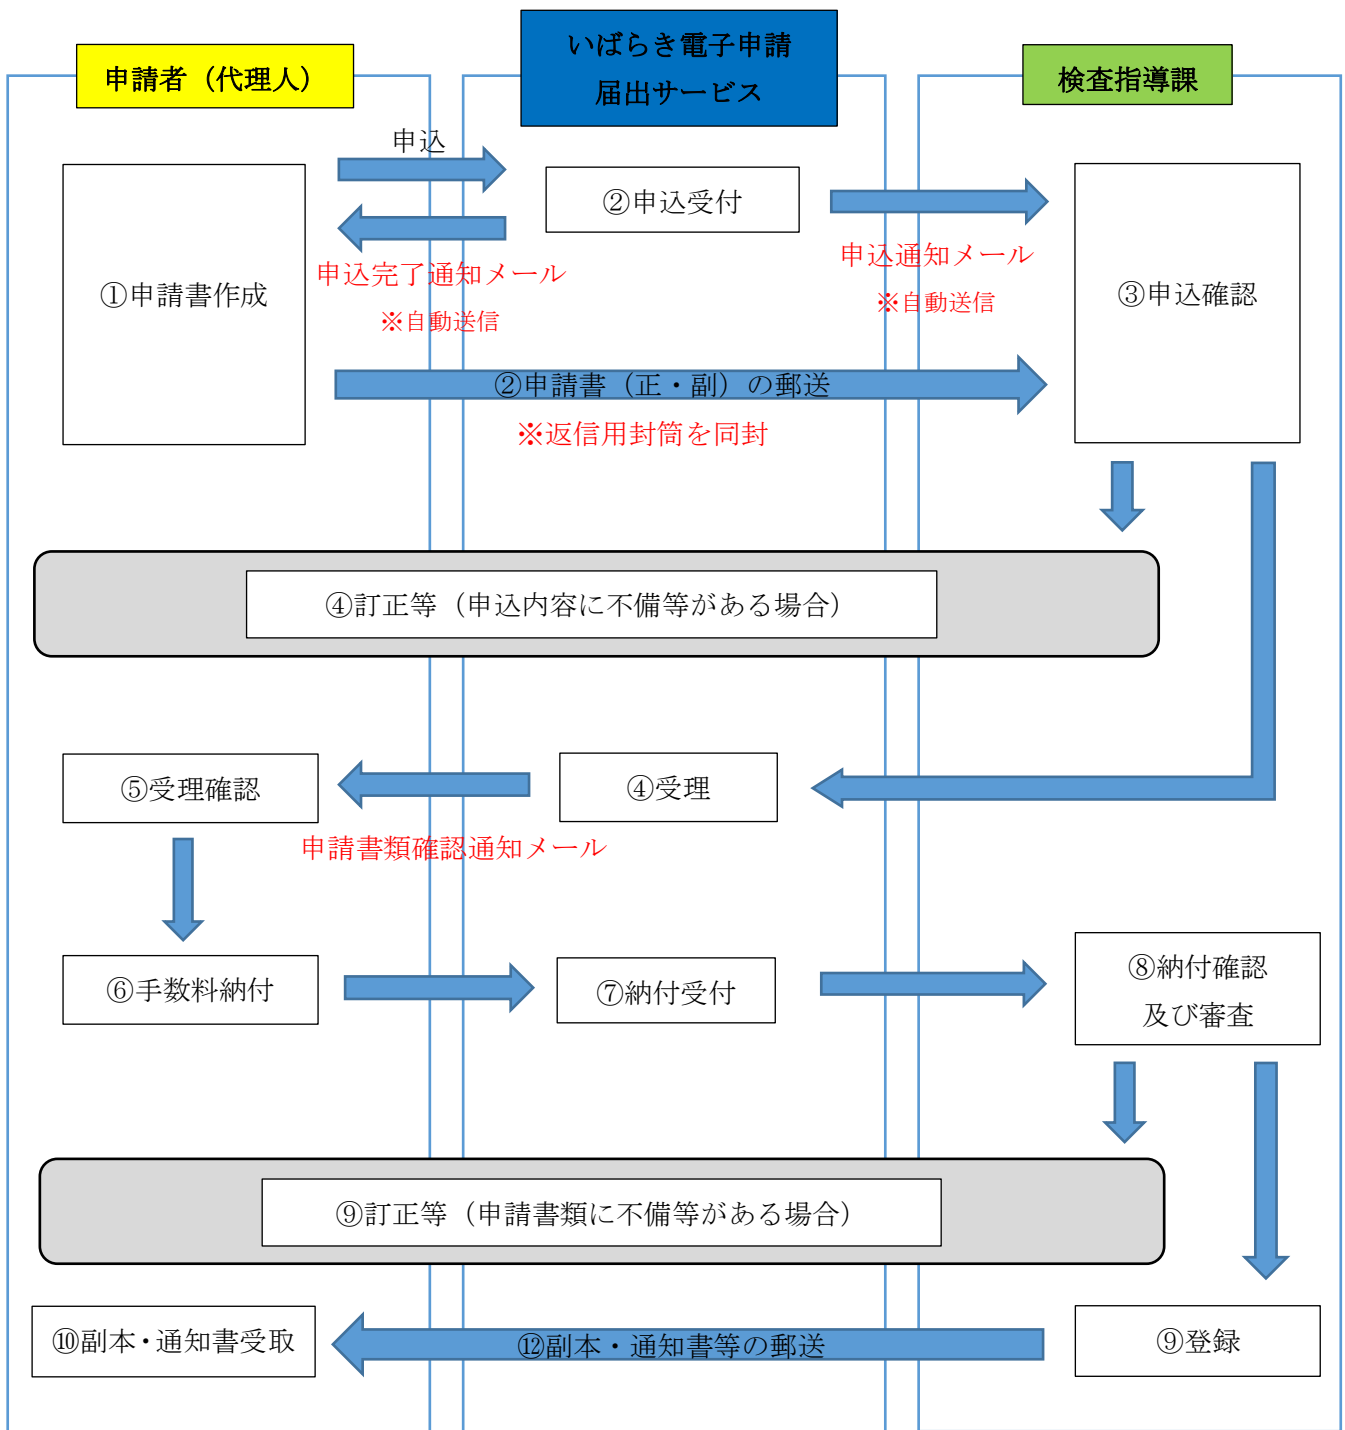 申請者（代理人）
いばらき電子申請
届出サービス
検査指導課
申込
①申請書作成
②申込受付
③申込確認
申込完了通知メール
※自動送信
申込通知メール
※自動送信
②申請書（正・副）の郵送
※返信用封筒を同封
④訂正等（申込内容に不備等がある場合）
⑤受理確認
④受理
申請書類確認通知メール
⑥手数料納付
⑦納付受付
⑧納付確認
及び審査
⑨訂正等（申請書類に不備等がある場合）
⑩副本・通知書受取
⑫副本・通知書等の郵送
⑨登録